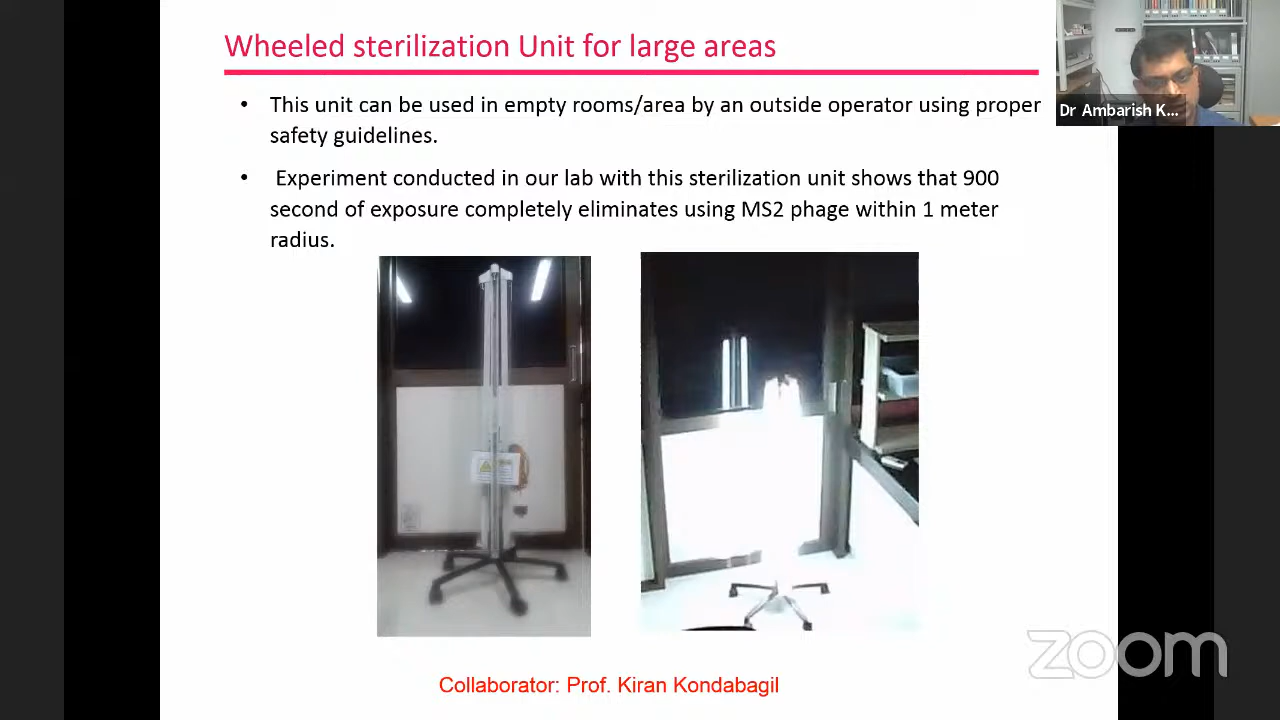 Wheeled sterilization Unit for large areas
• This unit can be used in empty rooms/area by an outside operator using proper
safety guidelines.
• Experiment conducted in our lab with this sterilization unit shows that 900
second of exposure completely eliminates using MS2 phage within 1 meter
radius.
Dr Ambarish K...
Collaborator: Prof. Kiran Kondabagil
zoom